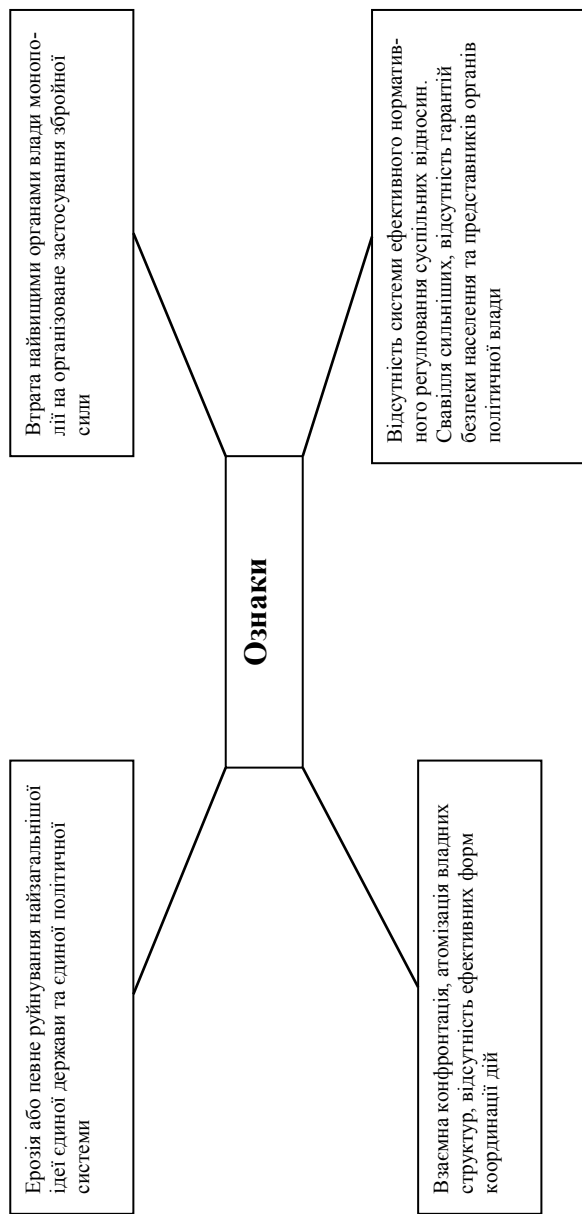 Ерозія або певне руйнування найзагальнішої
ідеї єдиної держави та єдиної політичної
системи
Втрата найвищими органами влади монопо-
лії на організоване застосування збройної
сили
Ознаки
Взаємна конфронтація, атомізація владних
структур, відсутність ефективних форм
координації дій
Відсутність системи ефективного норматив-
ного регулювання суспільних відносин.
Свавілля сильніших, відсутність гарантій
безпеки населення та представників органів
політичної влади